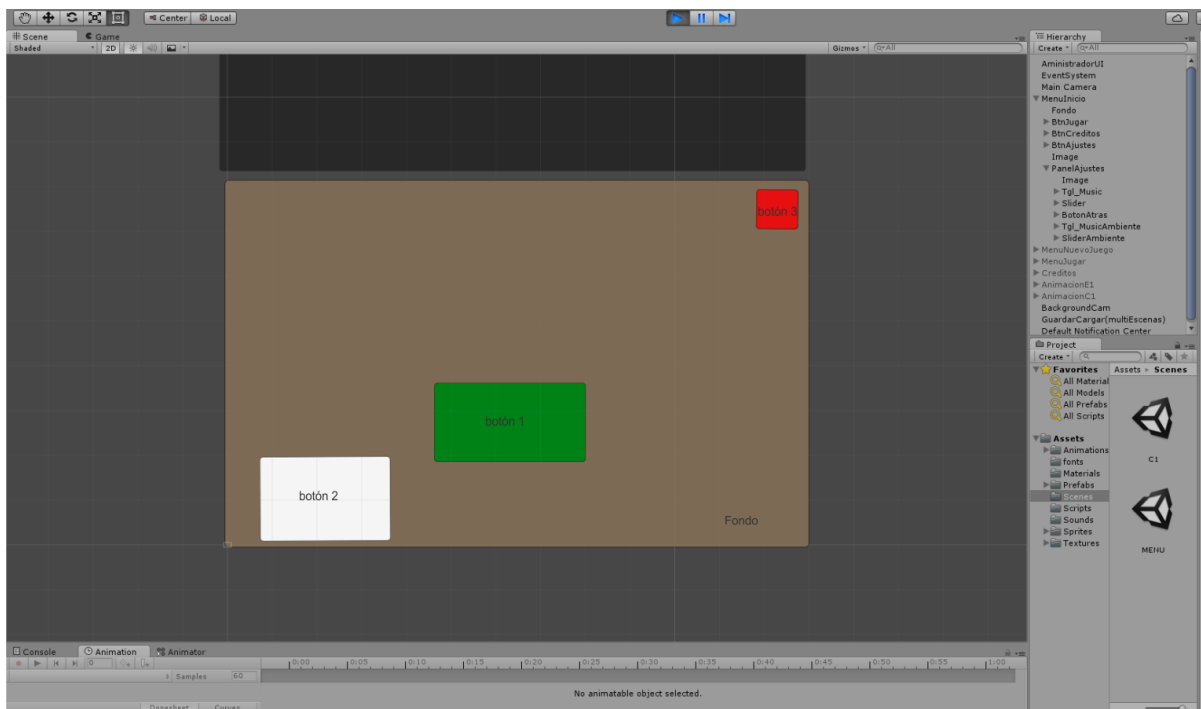 Center Local
Scene Game
Shaded 2D Gizmos All
botón 3
botón 1
botón 2
Fondo
Hierarchy
Create All
AministradorUI
EventSystem
Main Camera
MenuInicio
Fondo
BtnJugar
BtnCreditos
BtnAjustes
Image
PanelAjustes
Image
Tgl_Music
Slider
BotonAtras
Tgl_MusicAmbiente
SliderAmbiente
MenuNuevoJuego
MenuJugar
Creditos
AnimacionE1
AnimacionC1
BackgroundCam
GuardarCargar(multiEscenas)
Default Notification Center
Project
Create
Favorites
All Material
All Models
All Prefabs
All Scripts
Assets
Animations
fonts
Materials
Prefabs
Scenes
Scripts
Sounds
Sprites
Textures
Assets Scenes
C1
MENU
Console Animation Animator
0 0:00 0:05 0:10 0:15 0:20 0:25 0:30 0:35 0:40 0:45 0:50 0:55 1:00
Samples 60
No animatable object selected.
Dopesheet Curves